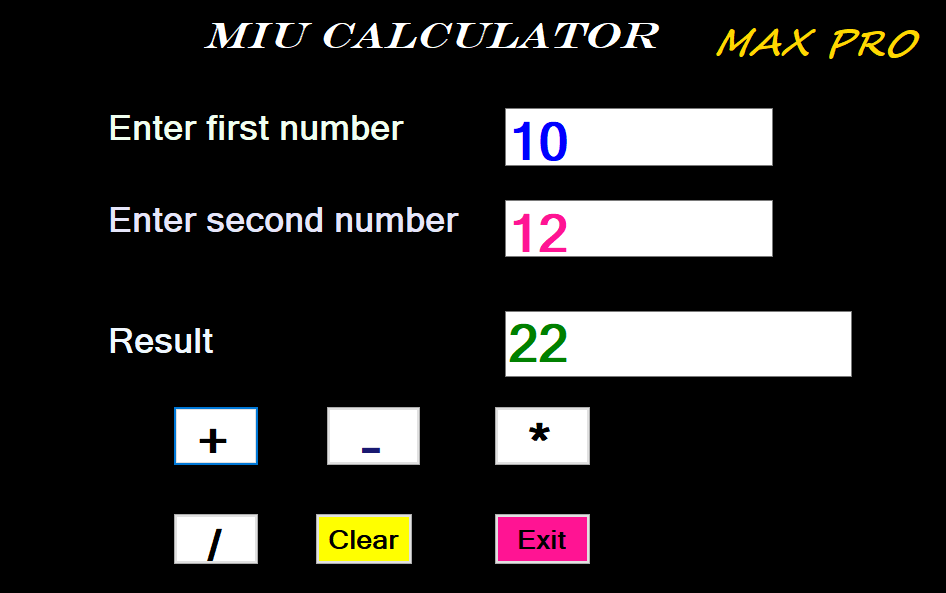 MIU CALCULATOR MAX PRO
Enter first number 10
Enter second number 12
Result 22
+ - *
/ Clear Exit